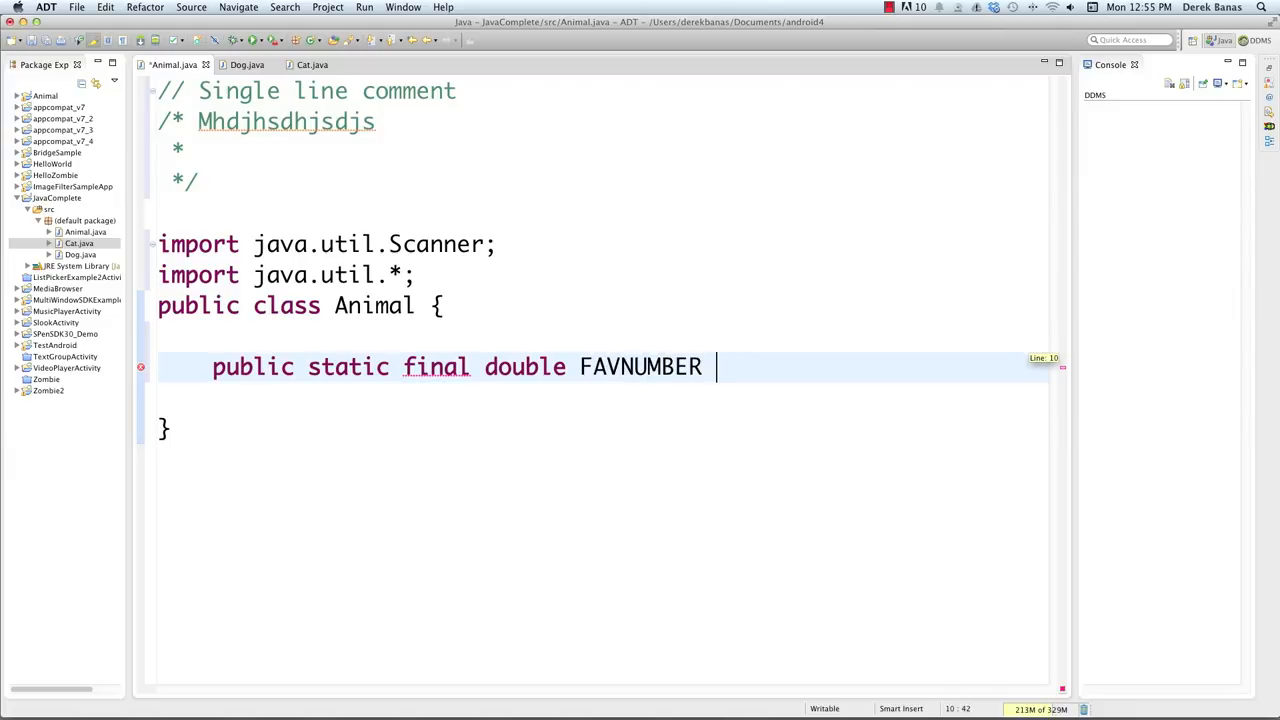 ADT File Edit Refactor Source Navigate Search Project Run Window Help
10 Mon 12:55 PM Derek Banas
Java – JavaComplete/src/Animal.java – ADT – /Users/derekbanas/Documents/android4
Quick Access Java DDMS
Package Exp
*Animal.java Dog.java Cat.java
Console
DDMS
Animal
appcompat_v7
appcompat_v7_2
appcompat_v7_3
appcompat_v7_4
BridgeSample
HelloWorld
HelloZombie
ImageFilterSampleApp
JavaComplete
src
(default package)
Animal.java
Cat.java
Dog.java
JRE System Library [Ja
ListPickerExample2Activi
MediaBrowser
MultiWindowSDKExample
MusicPlayerActivity
SlookActivity
SPenSDK30_Demo
TestAndroid
TextGroupActivity
VideoPlayerActivity
Zombie
Zombie2
// Single line comment
/* Mhdjhsdhjsdjs
*
*/
import java.util.Scanner;
import java.util.*;
public class Animal {
public static final double FAVNUMBER
}
Line: 10
Writable Smart Insert 10 : 42 213M of 329M